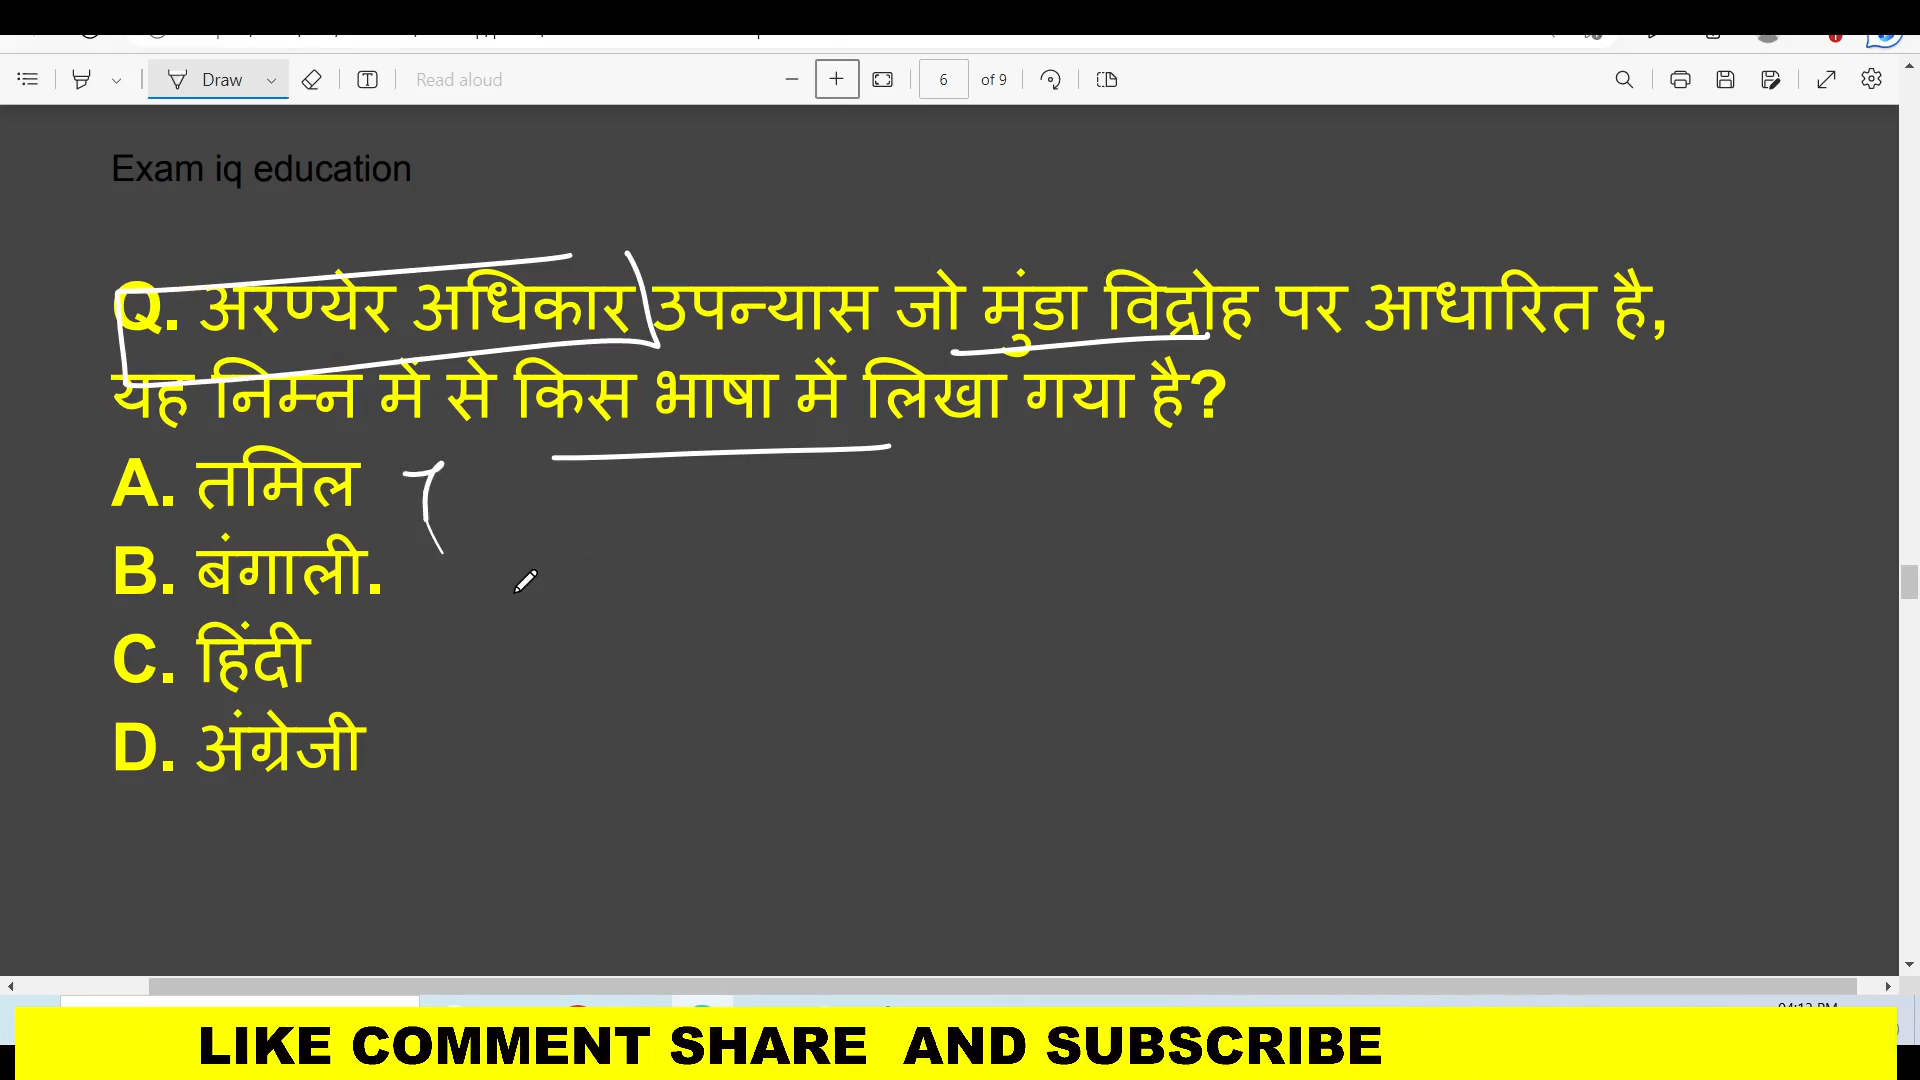 Draw
Read aloud
6 of 9
Exam iq education
Q. अरण्येर अधिकार उपन्यास जो मुंडा विद्रोह पर आधारित है,
यह निम्न में से किस भाषा में लिखा गया है?
A. तमिल
B. बंगाली.
C. हिंदी
D. अंग्रेजी
LIKE COMMENT SHARE AND SUBSCRIBE